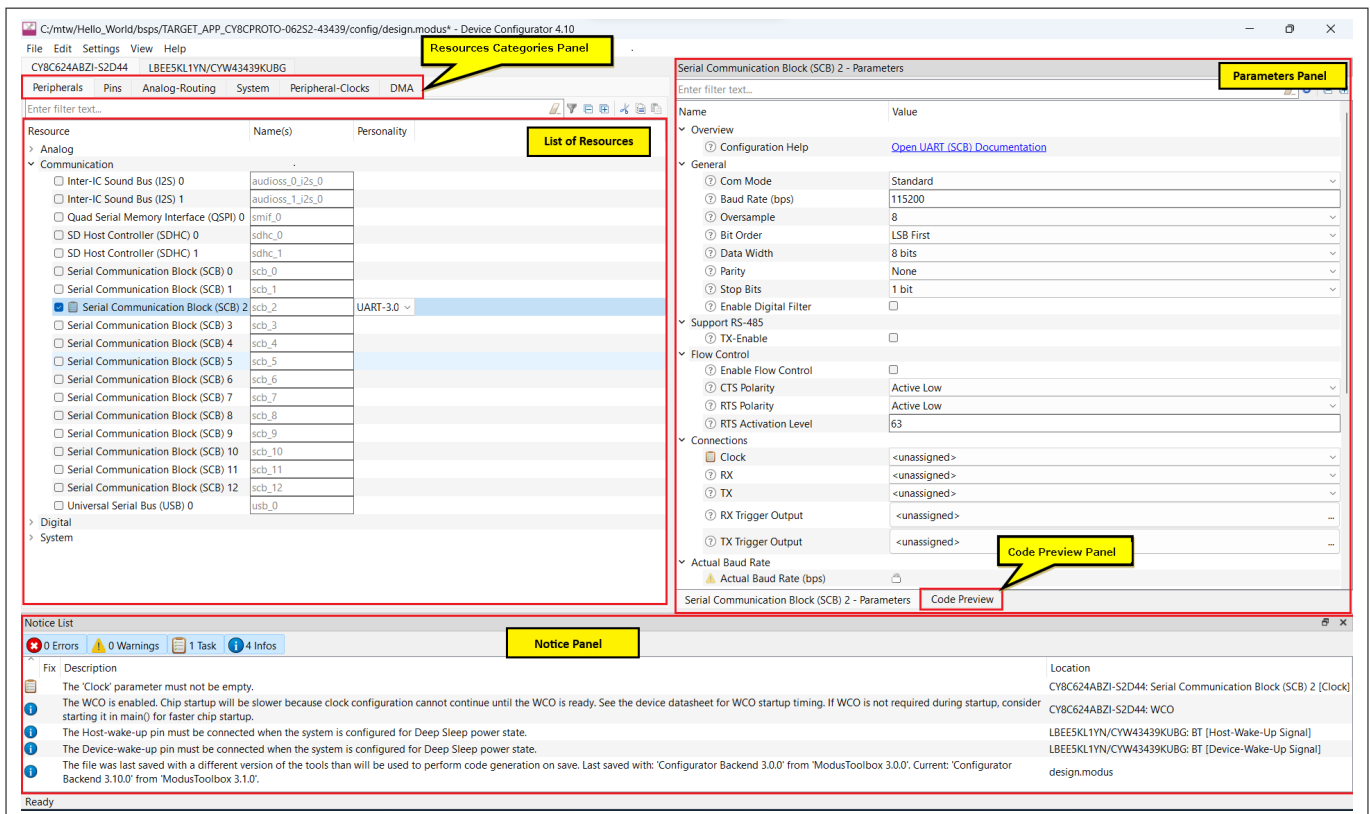 C:/mtw/Hello_World/bsps/TARGET_APP_CY8CPROTO-062S2-43439/config/design.modus* - Device Configurator 4.10
File Edit Settings View Help
Resources Categories Panel
CY8C624ABZI-S2D44 LBEE5KL1YN/CYW43439KUBG
Peripherals Pins Analog-Routing System Peripheral-Clocks DMA
Enter filter text...
Resource Name(s) Personality
List of Resources
Analog
Communication
Inter-IC Sound Bus (I2S) 0 audioss_0_i2s_0
Inter-IC Sound Bus (I2S) 1 audioss_1_i2s_0
Quad Serial Memory Interface (QSPI) 0 smif_0
SD Host Controller (SDHC) 0 sdhc_0
SD Host Controller (SDHC) 1 sdhc_1
Serial Communication Block (SCB) 0 scb_0
Serial Communication Block (SCB) 1 scb_1
Serial Communication Block (SCB) 2 scb_2 UART-3.0
Serial Communication Block (SCB) 3 scb_3
Serial Communication Block (SCB) 4 scb_4
Serial Communication Block (SCB) 5 scb_5
Serial Communication Block (SCB) 6 scb_6
Serial Communication Block (SCB) 7 scb_7
Serial Communication Block (SCB) 8 scb_8
Serial Communication Block (SCB) 9 scb_9
Serial Communication Block (SCB) 10 scb_10
Serial Communication Block (SCB) 11 scb_11
Serial Communication Block (SCB) 12 scb_12
Universal Serial Bus (USB) 0 usb_0
Digital
System
Serial Communication Block (SCB) 2 - Parameters
Parameters Panel
Enter filter text...
Name Value
Overview
Configuration Help Open UART (SCB) Documentation
General
Com Mode Standard
Baud Rate (bps) 115200
Oversample 8
Bit Order LSB First
Data Width 8 bits
Parity None
Stop Bits 1 bit
Enable Digital Filter
Support RS-485
TX-Enable
Flow Control
Enable Flow Control
CTS Polarity Active Low
RTS Polarity Active Low
RTS Activation Level 63
Connections
Clock <unassigned>
RX <unassigned>
TX <unassigned>
RX Trigger Output <unassigned> ...
TX Trigger Output <unassigned> ...
Code Preview Panel
Actual Baud Rate
Actual Baud Rate (bps)
Serial Communication Block (SCB) 2 - Parameters Code Preview
Notice List
0 Errors 0 Warnings 1 Task 4 Infos
Notice Panel
Fix Description Location
The 'Clock' parameter must not be empty. CY8C624ABZI-S2D44: Serial Communication Block (SCB) 2 [Clock]
The WCO is enabled. Chip startup will be slower because clock configuration cannot continue until the WCO is ready. See the device datasheet for WCO startup timing. If WCO is not required during startup, consider
starting it in main() for faster chip startup. CY8C624ABZI-S2D44: WCO
The Host-wake-up pin must be connected when the system is configured for Deep Sleep power state. LBEE5KL1YN/CYW43439KUBG: BT [Host-Wake-Up Signal]
The Device-wake-up pin must be connected when the system is configured for Deep Sleep power state. LBEE5KL1YN/CYW43439KUBG: BT [Device-Wake-Up Signal]
The file was last saved with a different version of the tools than will be used to perform code generation on save. Last saved with: 'Configurator Backend 3.0.0' from 'ModusToolbox 3.0.0'. Current: 'Configurator
Backend 3.10.0' from 'ModusToolbox 3.1.0'. design.modus
Ready